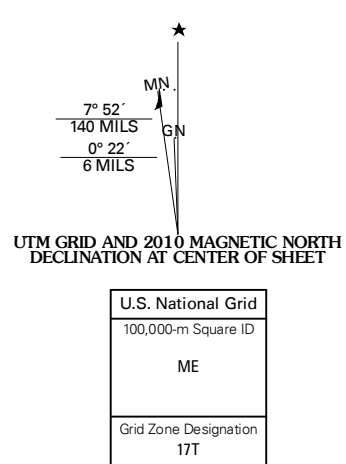 ★
MN
7° 52´
140 MILS
GN
0° 22´
6 MILS
UTM GRID AND 2010 MAGNETIC NORTH
DECLINATION AT CENTER OF SHEET
U.S. National Grid
100,000-m Square ID
ME
Grid Zone Designation
17T